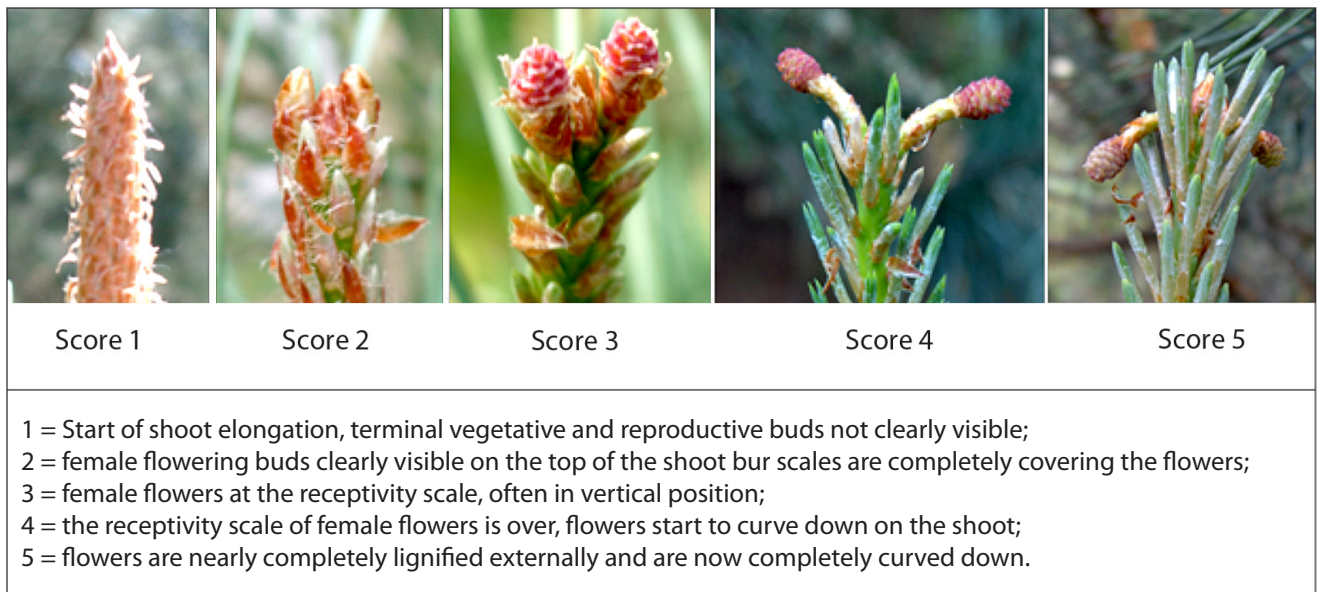 Score 1 Score 2 Score 3 Score 4 Score 5
1 = Start of shoot elongation, terminal vegetative and reproductive buds not clearly visible;
2 = female flowering buds clearly visible on the top of the shoot bur scales are completely covering the flowers;
3 = female flowers at the receptivity scale, often in vertical position;
4 = the receptivity scale of female flowers is over, flowers start to curve down on the shoot;
5 = flowers are nearly completely lignified externally and are now completely curved down.